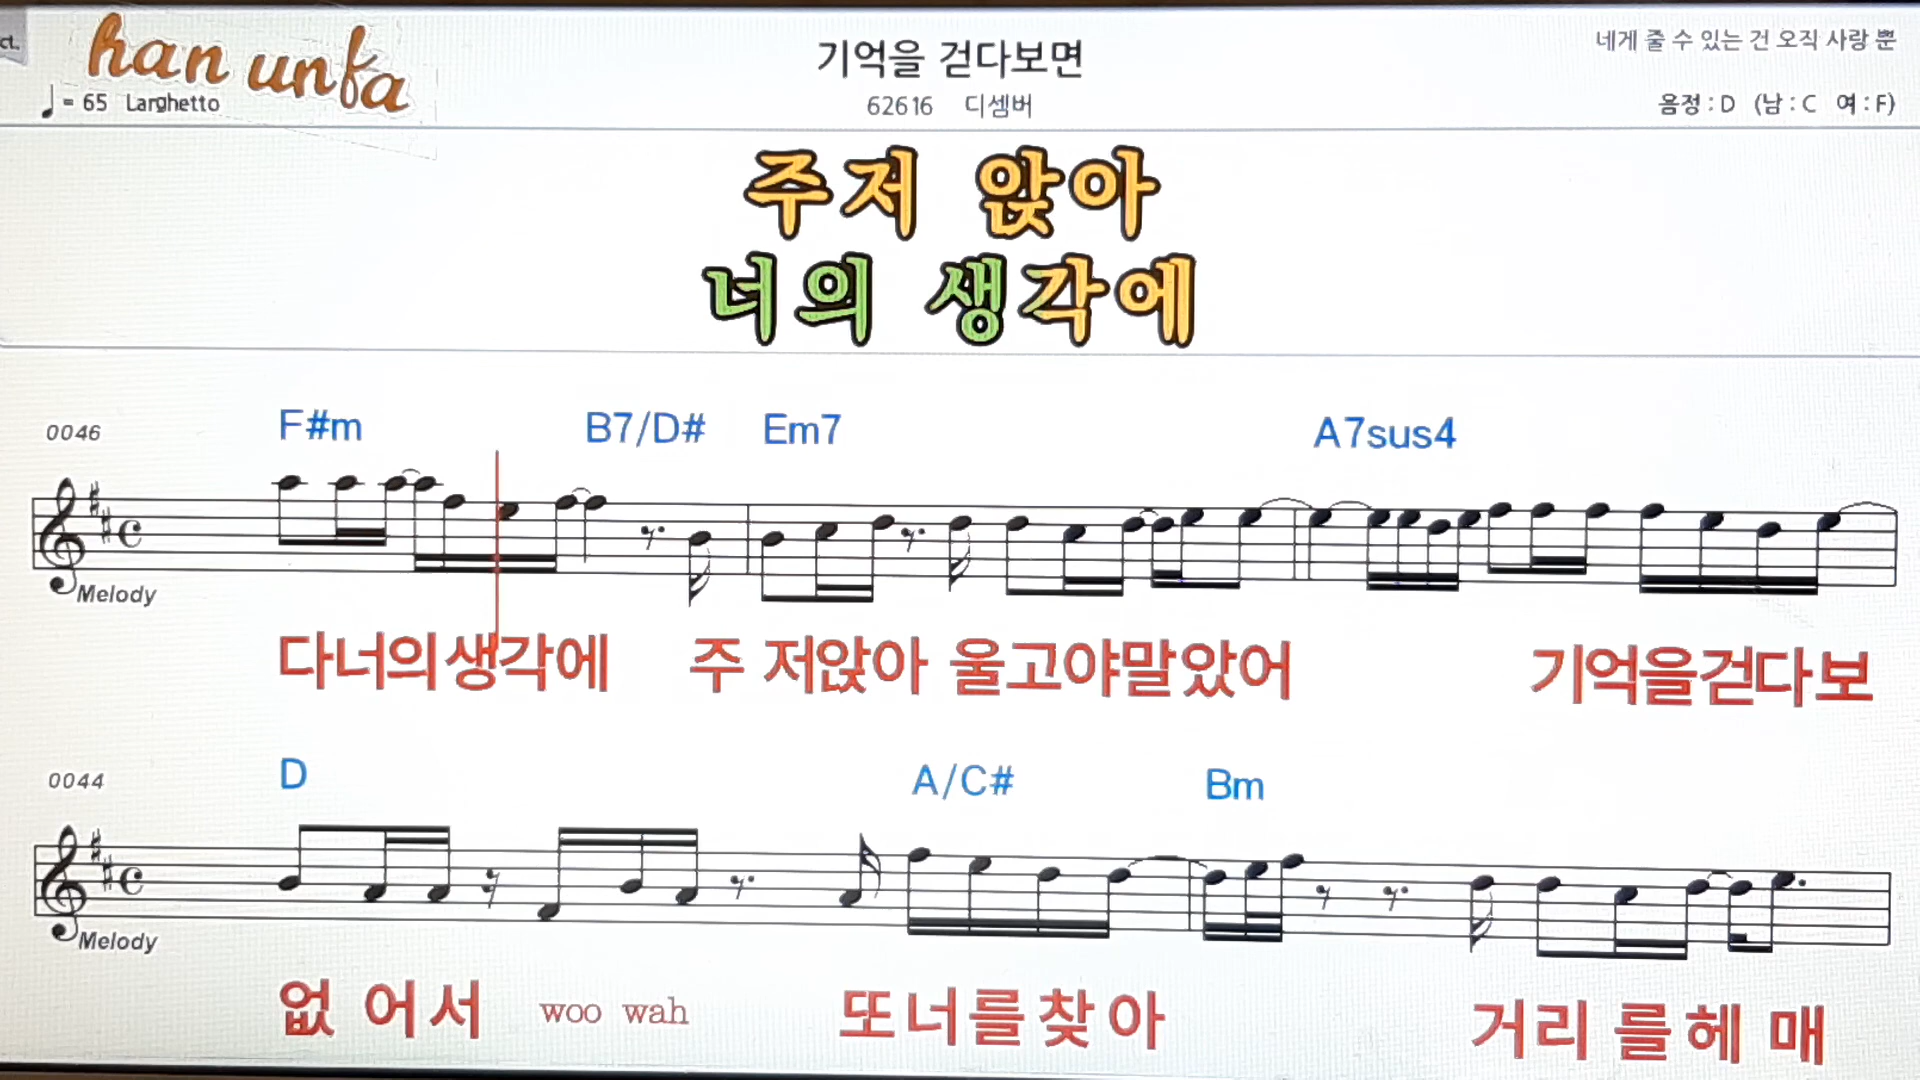 ct.
han unfa
기억을 걷다보면
네게 줄 수 있는 건 오직 사랑 뿐
♩= 65 Larghetto
62616 디셈버
음정 : D (남 : C 여 : F)
주저 앉아
너의 생각에
0046 F#m B7/D# Em7 A7sus4
Melody
다너의생각에 주 저앉아 울고야말았어 기억을걷다보
0044 D A/C# Bm
Melody
없 어서 woo wah 또너를찾아 거리 를헤 매